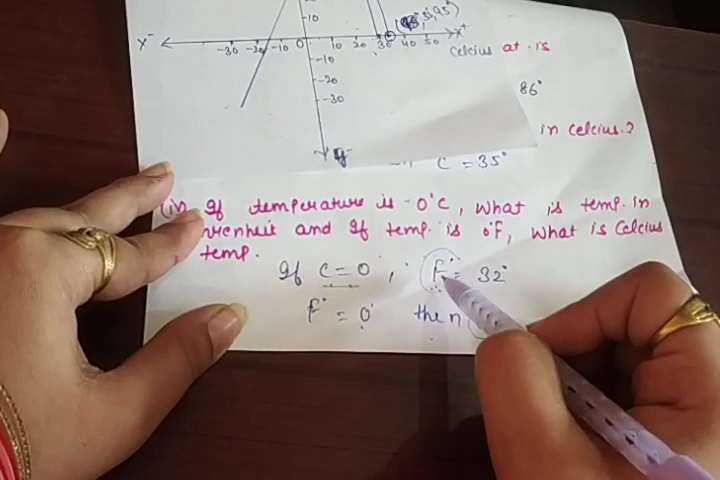 10
(35, 95)
x⁻ -30 -20 -10 0 10 20 30 40 50 x⁺
Celcius at is
-10
-20
86°
-30
in celcius.?
y⁻
C = 35°
(iv) If temperature is 0°C, What is temp. in
renheit and If temp. is 0°F, What is Celcius
temp.
If C = 0, F° = 32°
F° = 0° then